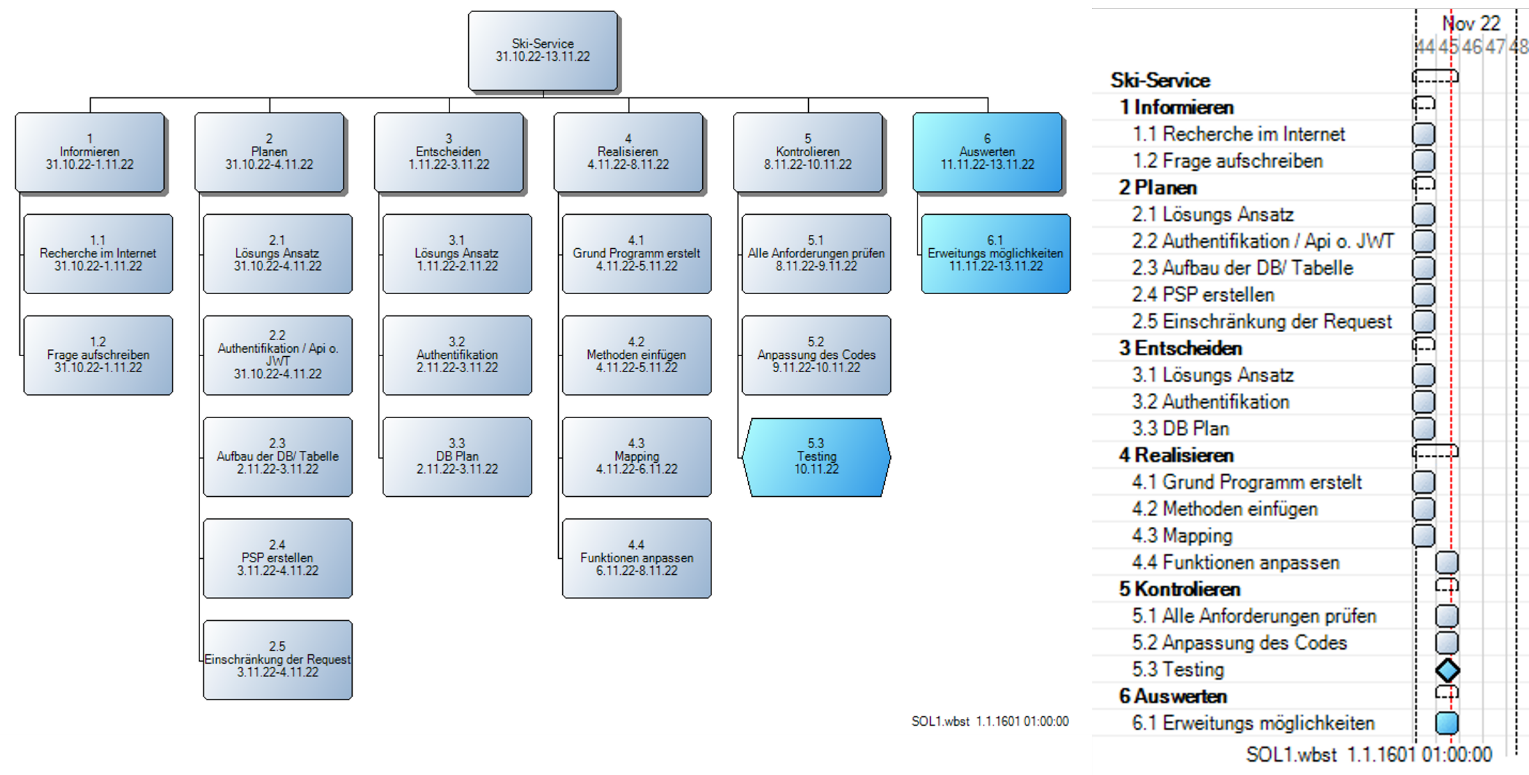 Ski-Service
31.10.22-13.11.22
1
Informieren
31.10.22-1.11.22
1.1
Recherche im Internet
31.10.22-1.11.22
1.2
Frage aufschreiben
31.10.22-1.11.22
2
Planen
31.10.22-4.11.22
2.1
Lösungs Ansatz
31.10.22-4.11.22
2.2
Authentifikation / Api o.
JWT
31.10.22-4.11.22
2.3
Aufbau der DB/ Tabelle
2.11.22-3.11.22
2.4
PSP erstellen
3.11.22-4.11.22
2.5
Einschränkung der Request
3.11.22-4.11.22
3
Entscheiden
1.11.22-3.11.22
3.1
Lösungs Ansatz
1.11.22-2.11.22
3.2
Authentifikation
2.11.22-3.11.22
3.3
DB Plan
2.11.22-3.11.22
4
Realisieren
4.11.22-8.11.22
4.1
Grund Programm erstelt
4.11.22-5.11.22
4.2
Methoden einfügen
4.11.22-5.11.22
4.3
Mapping
4.11.22-6.11.22
4.4
Funktionen anpassen
6.11.22-8.11.22
5
Kontrolieren
8.11.22-10.11.22
5.1
Alle Anforderungen prüfen
8.11.22-9.11.22
5.2
Anpassung des Codes
9.11.22-10.11.22
5.3
Testing
10.11.22
6
Auswerten
11.11.22-13.11.22
6.1
Erweitungs möglichkeiten
11.11.22-13.11.22
SOL1.wbst 1.1.1601 01:00:00
Nov 22
44 45 46 47 48
Ski-Service
1 Informieren
1.1 Recherche im Internet
1.2 Frage aufschreiben
2 Planen
2.1 Lösungs Ansatz
2.2 Authentifikation / Api o. JWT
2.3 Aufbau der DB/ Tabelle
2.4 PSP erstellen
2.5 Einschränkung der Request
3 Entscheiden
3.1 Lösungs Ansatz
3.2 Authentifikation
3.3 DB Plan
4 Realisieren
4.1 Grund Programm erstelt
4.2 Methoden einfügen
4.3 Mapping
4.4 Funktionen anpassen
5 Kontrolieren
5.1 Alle Anforderungen prüfen
5.2 Anpassung des Codes
5.3 Testing
6 Auswerten
6.1 Erweitungs möglichkeiten
SOL1.wbst 1.1.1601 01:00:00